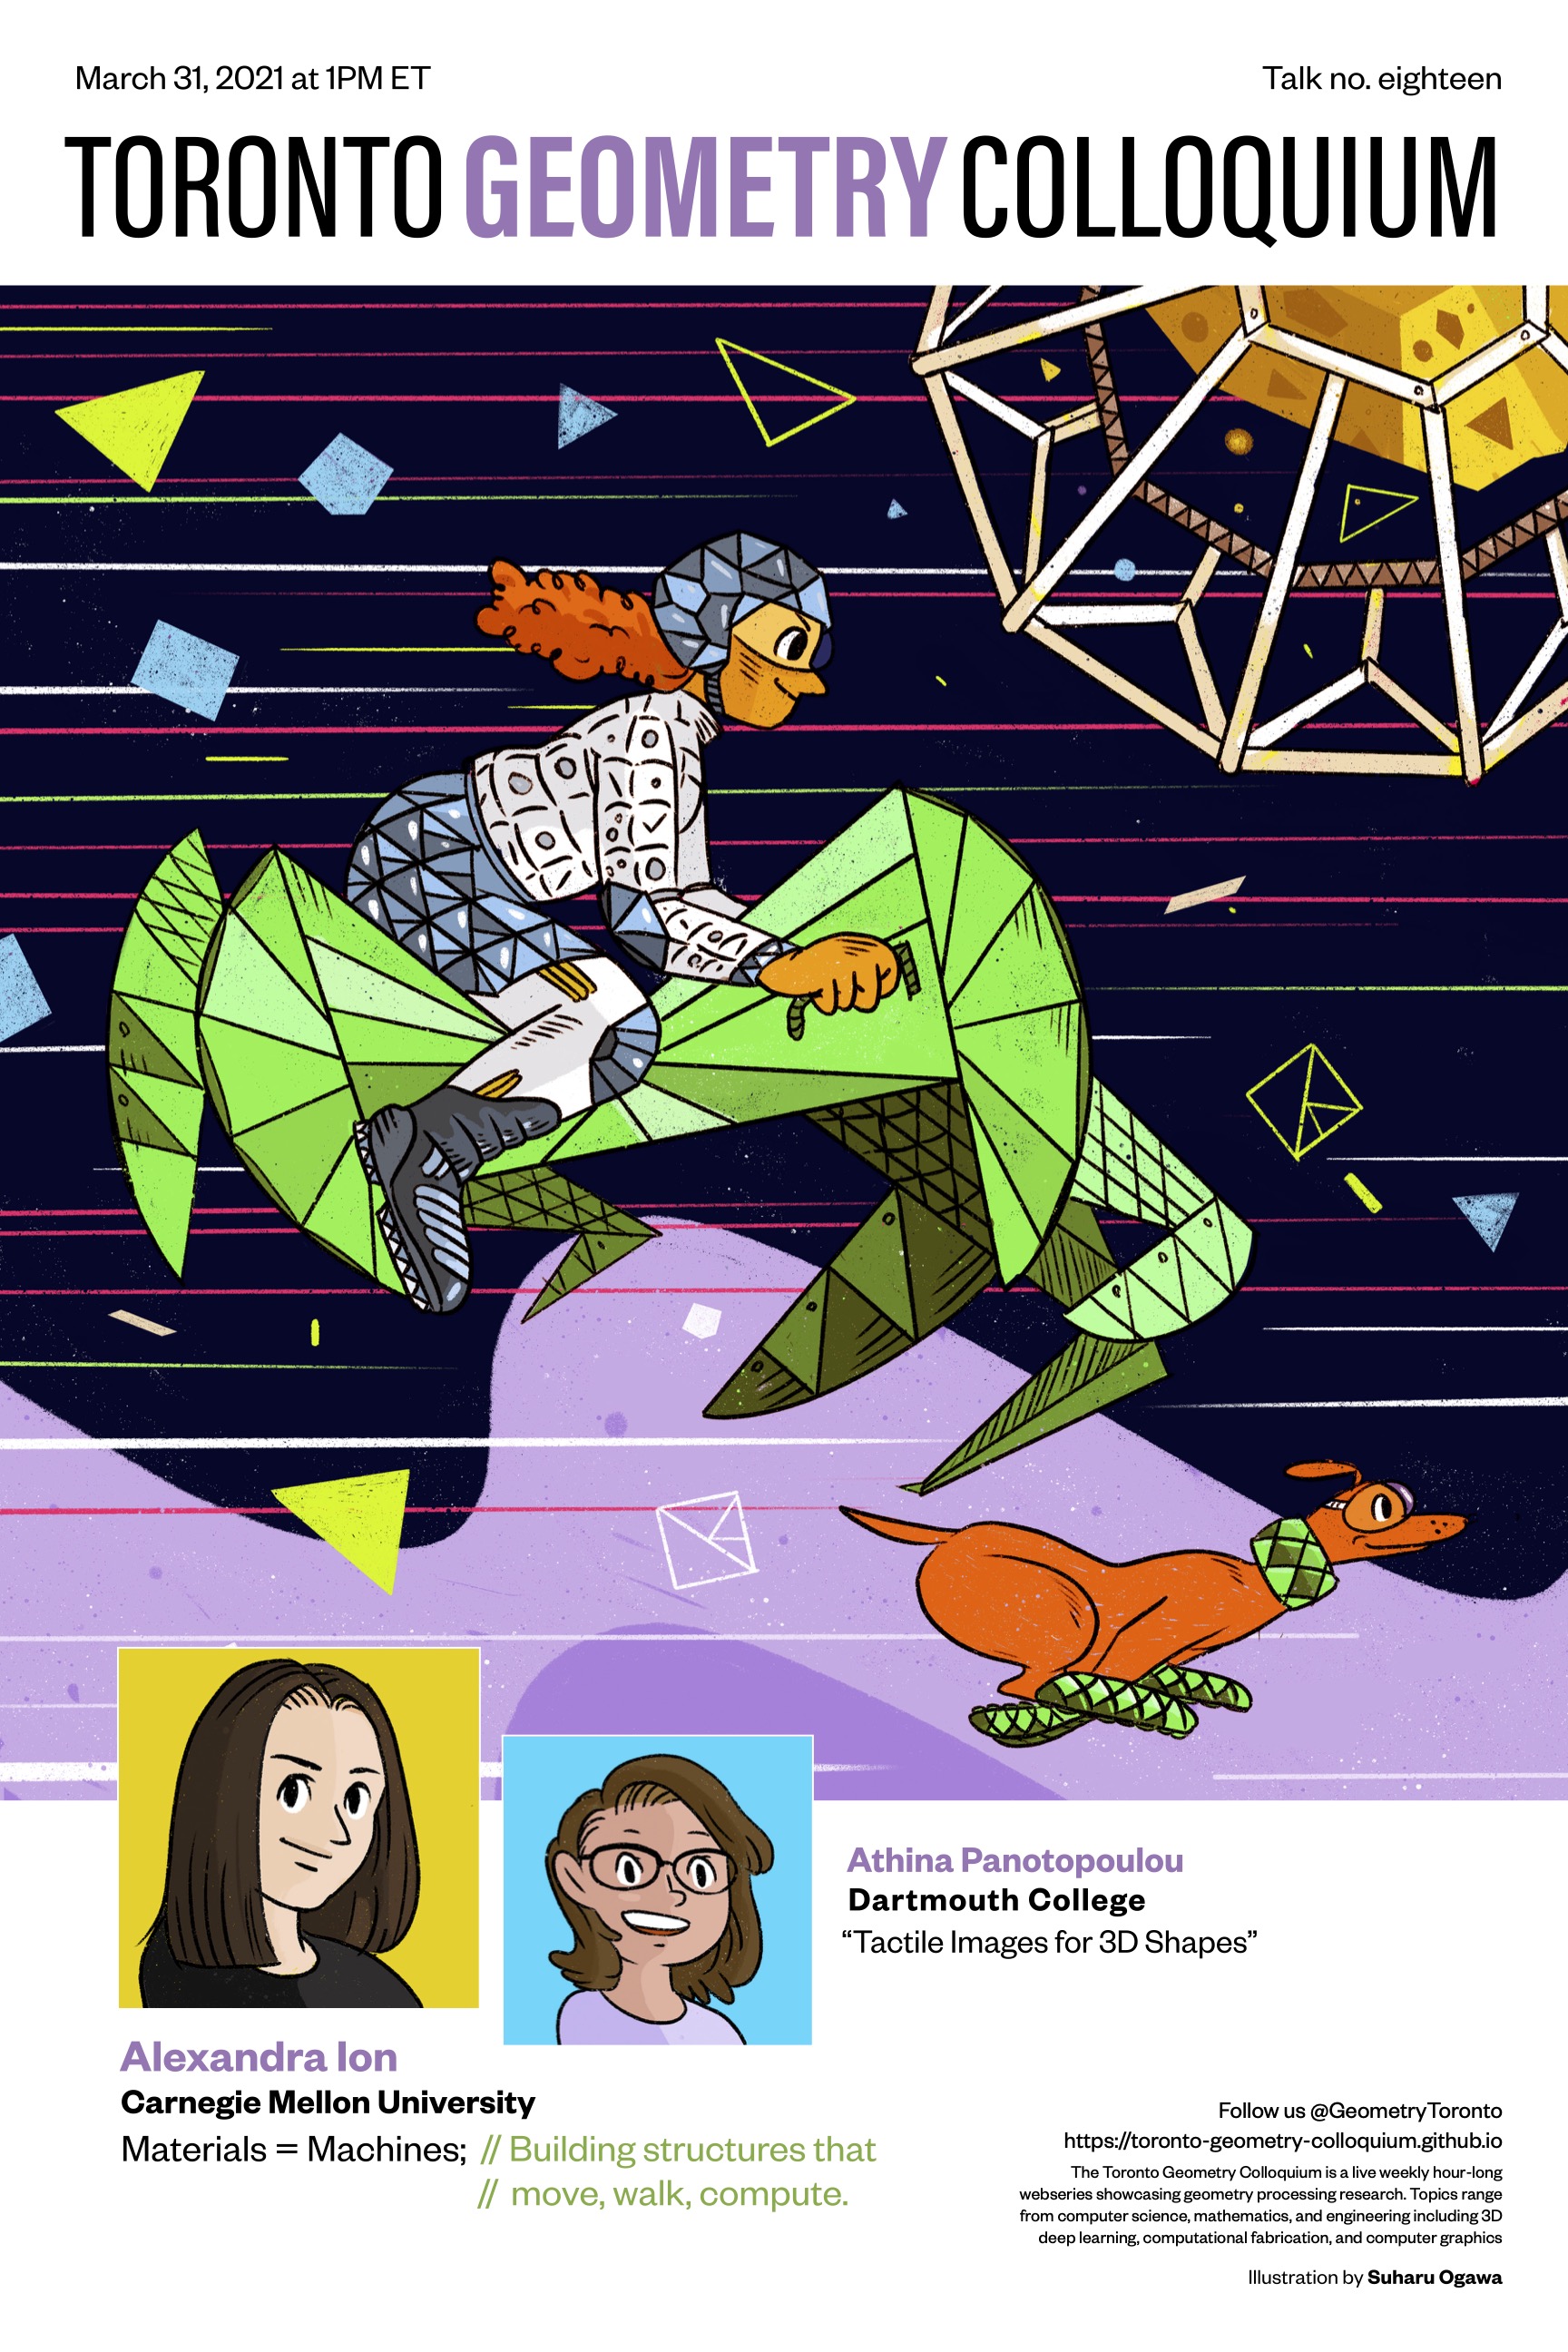 March 31, 2021 at 1PM ET
Talk no. eighteen
TORONTO GEOMETRY COLLOQUIUM
Athina Panotopoulou
Dartmouth College
“Tactile Images for 3D Shapes”
Alexandra Ion
Carnegie Mellon University
Materials = Machines; // Building structures that
// move, walk, compute.
Follow us @GeometryToronto
https://toronto-geometry-colloquium.github.io
The Toronto Geometry Colloquium is a live weekly hour-long
webseries showcasing geometry processing research. Topics range
from computer science, mathematics, and engineering including 3D
deep learning, computational fabrication, and computer graphics
Illustration by Suharu Ogawa